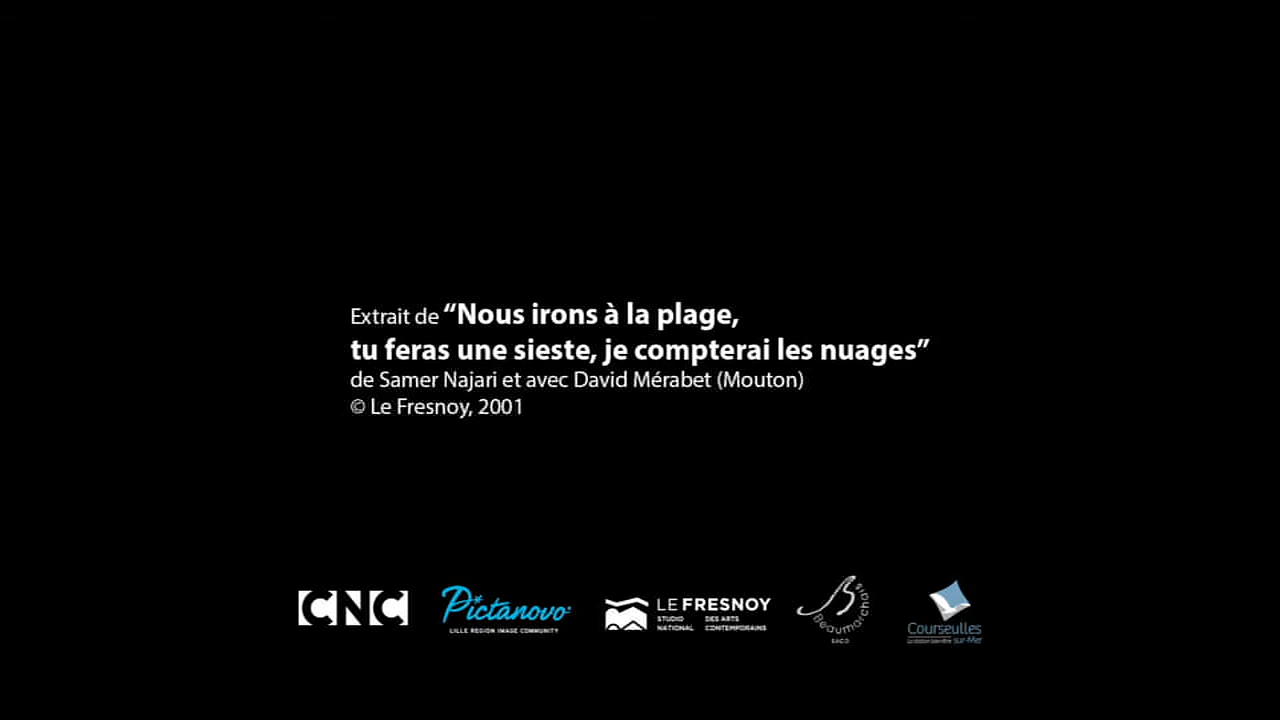 Extrait de “Nous irons à la plage,
tu feras une sieste, je compterai les nuages”
de Samer Najari et avec David Mérabet (Mouton)
© Le Fresnoy, 2001
CNC
Pictanovo
LILLE REGION IMAGE COMMUNITY
LE FRESNOY
STUDIO DES ARTS
NATIONAL CONTEMPORAINS
Beaumarchais
SACD
Courseulles
sur-Mer